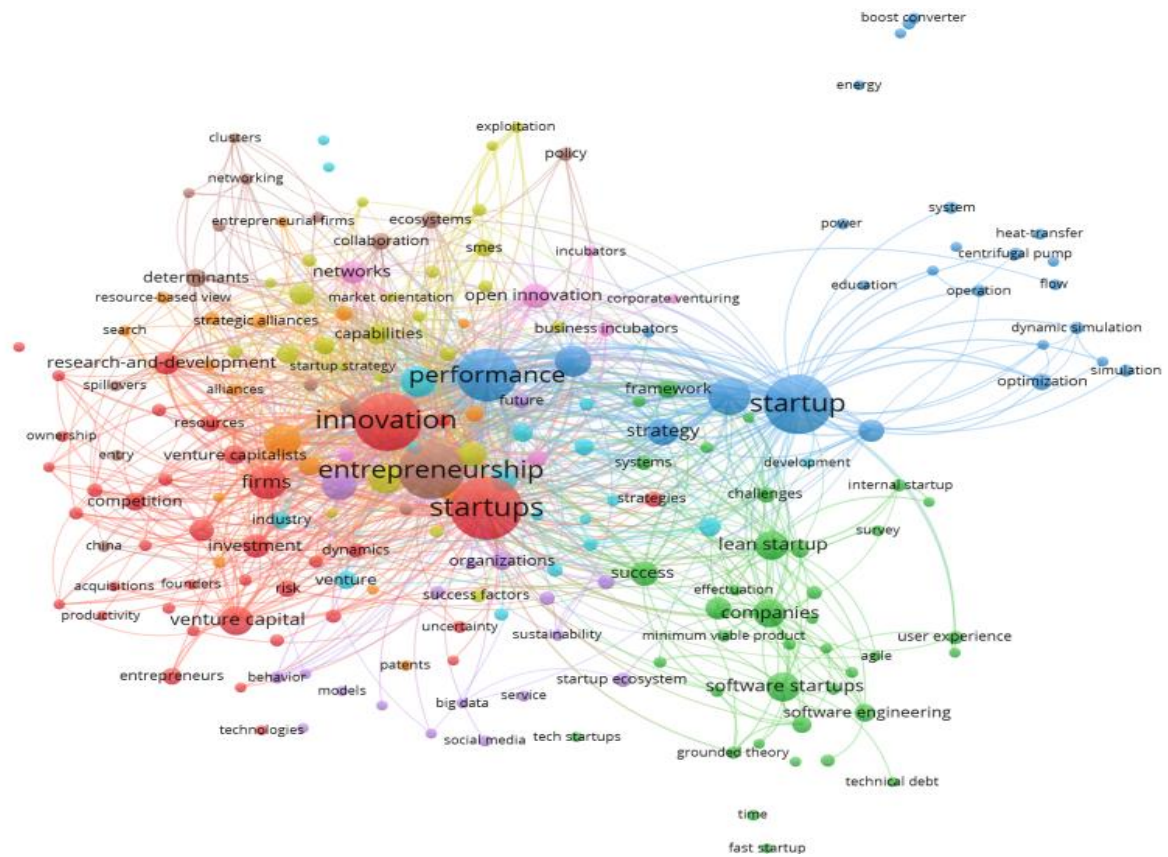 boost converter
energy
exploitation
clusters
policy
networking
system
entrepreneurial firms
ecosystems
power
heat-transfer
collaboration
smes
incubators
centrifugal pump
determinants
networks
education
operation
flow
resource-based view
market orientation
open innovation
corporate venturing
search
strategic alliances
capabilities
business incubators
dynamic simulation
research-and-development
startup strategy
performance
simulation
spillovers
alliances
future
framework
optimization
startup
resources
innovation
ownership
strategy
entry
venture capitalists
entrepreneurship
systems
development
firms
internal startup
competition
startups
strategies
challenges
industry
survey
china
investment
dynamics
organizations
lean startup
acquisitions
founders
risk
venture
success
effectuation
productivity
success factors
companies
venture capital
uncertainty
sustainability
minimum viable product
user experience
agile
entrepreneurs
behavior
patents
startup ecosystem
software startups
models
big data
service
software engineering
technologies
social media
tech startups
grounded theory
technical debt
time
fast startup